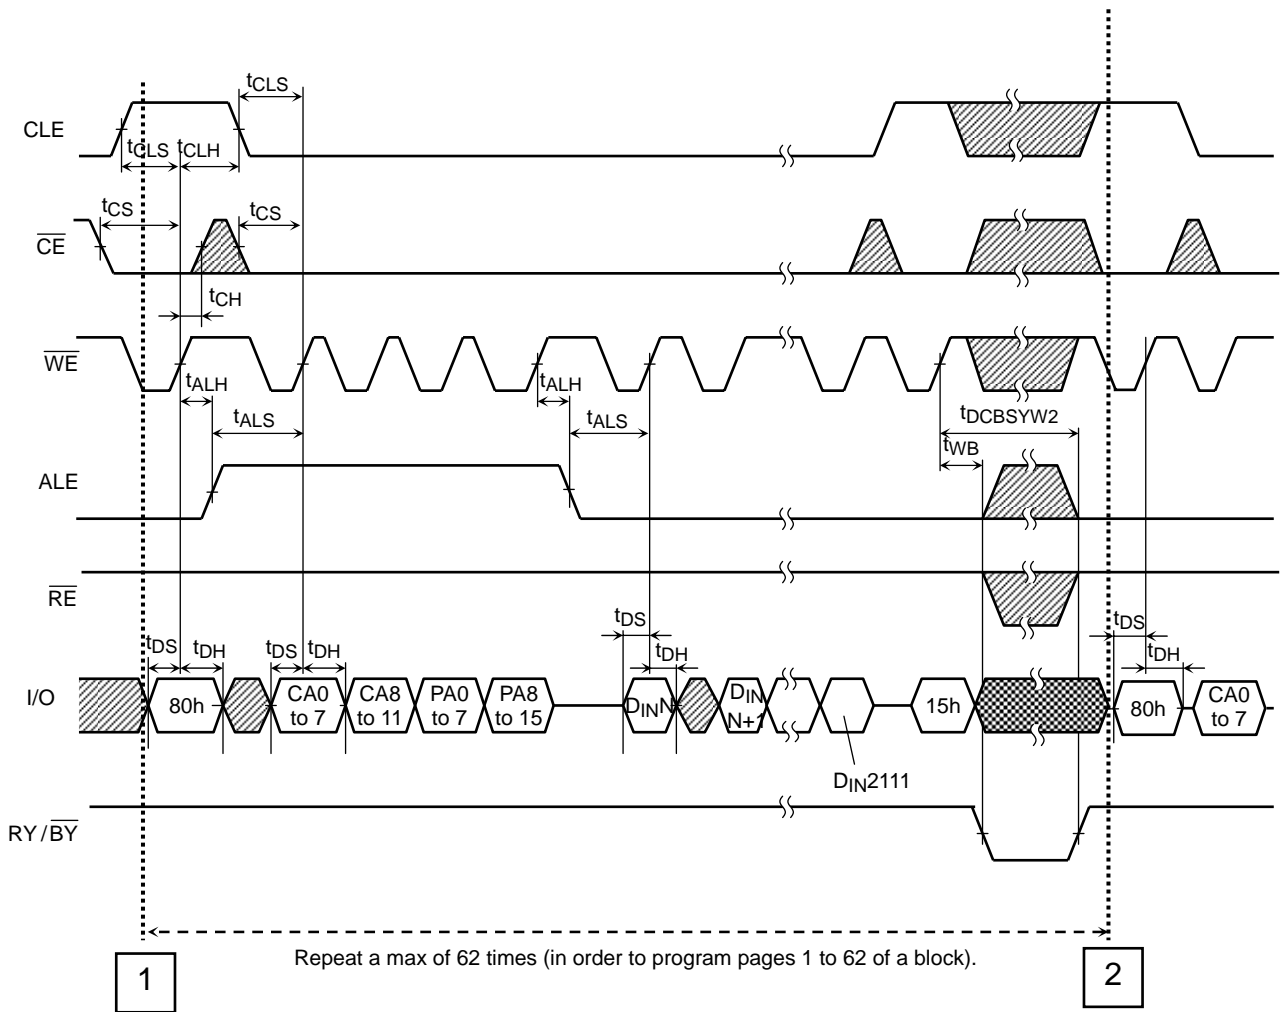 tCLS
CLE
tCLS tCLH
tCS tCS
CE
tCH
WE
tALH tALH
tALS tALS
tDCBSYW2
tWB
ALE
RE
tDS tDH tDS tDH tDS tDH tDS tDH
I/O
80h
CA0 to 7
CA8 to 11
PA0 to 7
PA8 to 15
DINN
DIN N+1
15h
80h
CA0 to 7
DIN2111
RY/BY
Repeat a max of 62 times (in order to program pages 1 to 62 of a block).
1 2